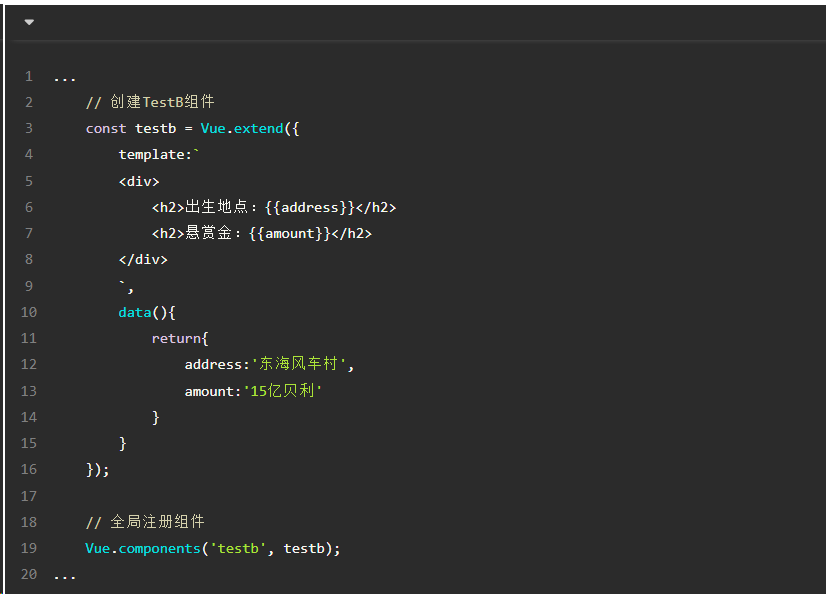 1 ...
2     // 创建TestB组件
3     const testb = Vue.extend({
4         template:`
5         <div>
6             <h2>出生地点：{{address}}</h2>
7             <h2>悬赏金：{{amount}}</h2>
8         </div>
9         `,
10         data(){
11             return{
12                 address:'东海风车村',
13                 amount:'15亿贝利'
14             }
15         }
16     });
17
18     // 全局注册组件
19     Vue.components('testb', testb);
20 ...